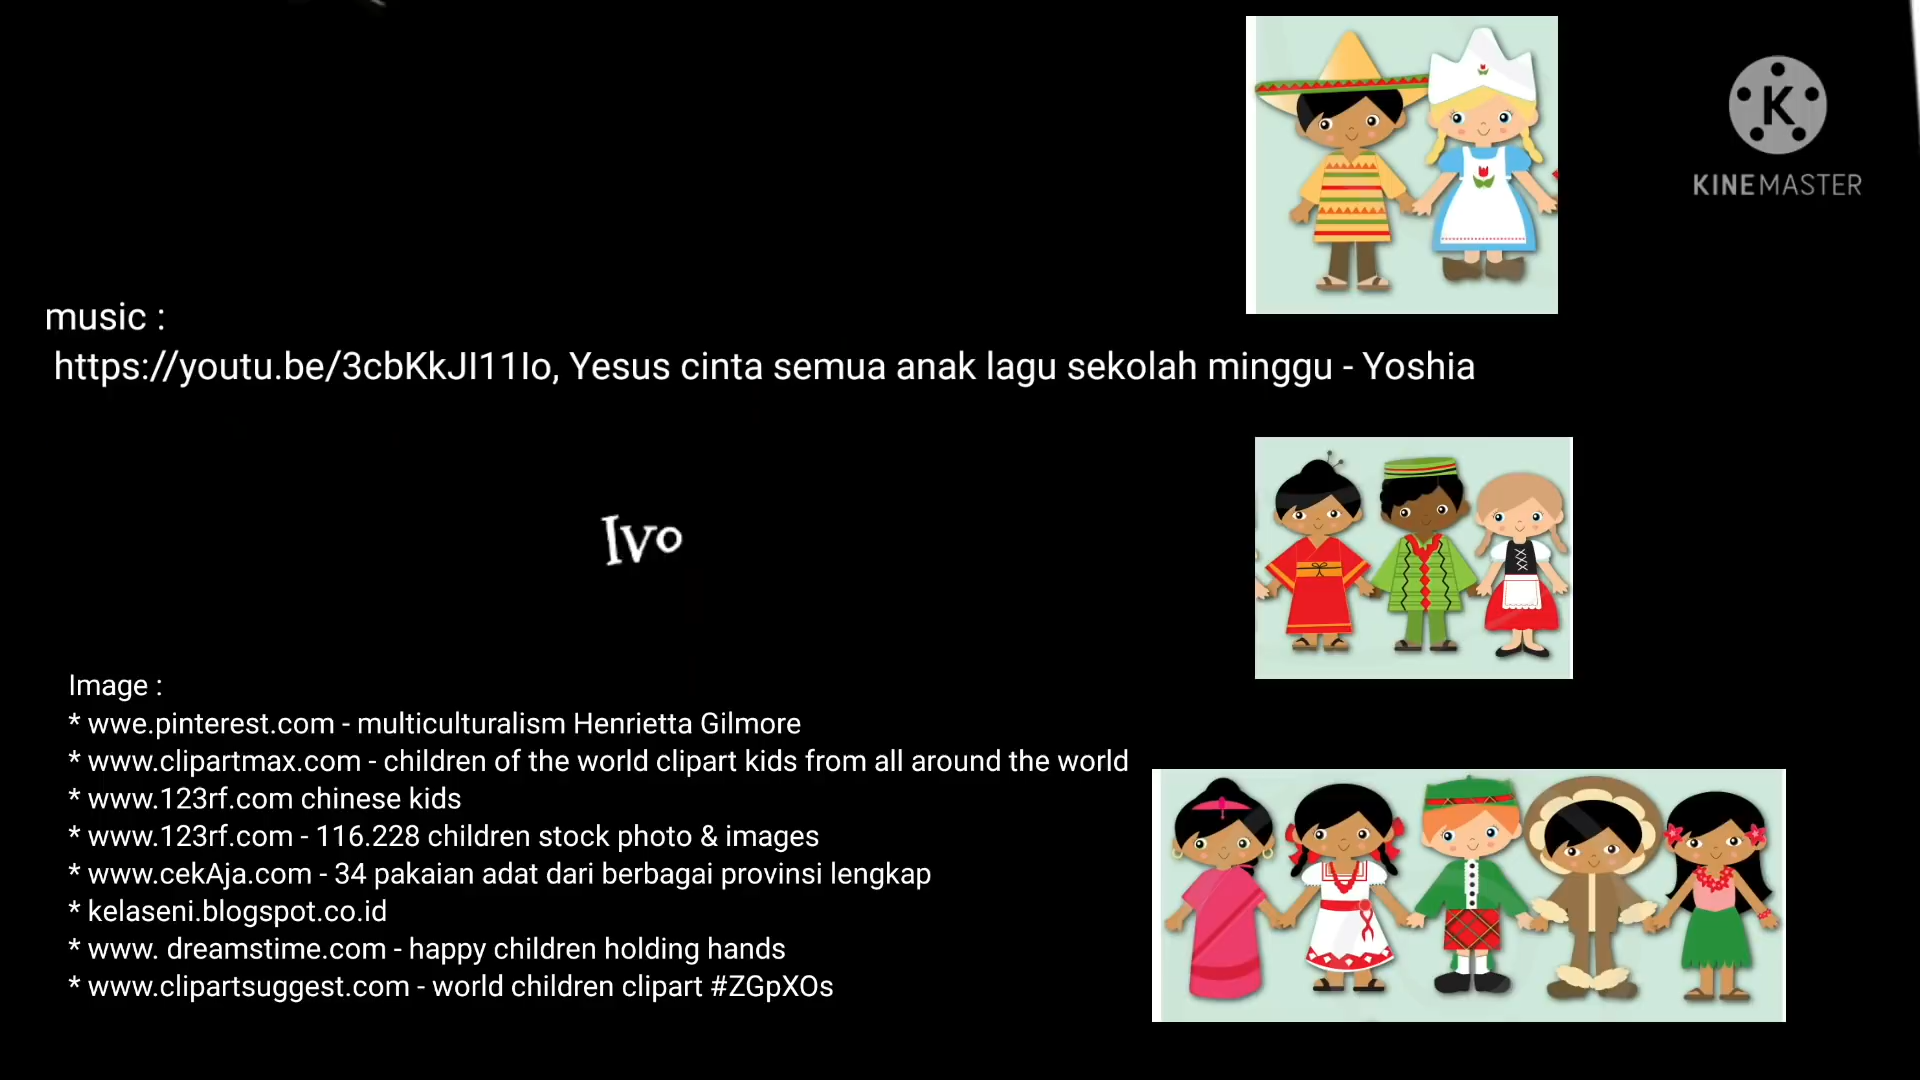 K
KINEMASTER
music :
https://youtu.be/3cbKkJI11Io, Yesus cinta semua anak lagu sekolah minggu - Yoshia
Ivo
Image :
* wwe.pinterest.com - multiculturalism Henrietta Gilmore
* www.clipartmax.com - children of the world clipart kids from all around the world
* www.123rf.com chinese kids
* www.123rf.com - 116.228 children stock photo & images
* www.cekAja.com - 34 pakaian adat dari berbagai provinsi lengkap
* kelaseni.blogspot.co.id
* www. dreamstime.com - happy children holding hands
* www.clipartsuggest.com - world children clipart #ZGpXOs